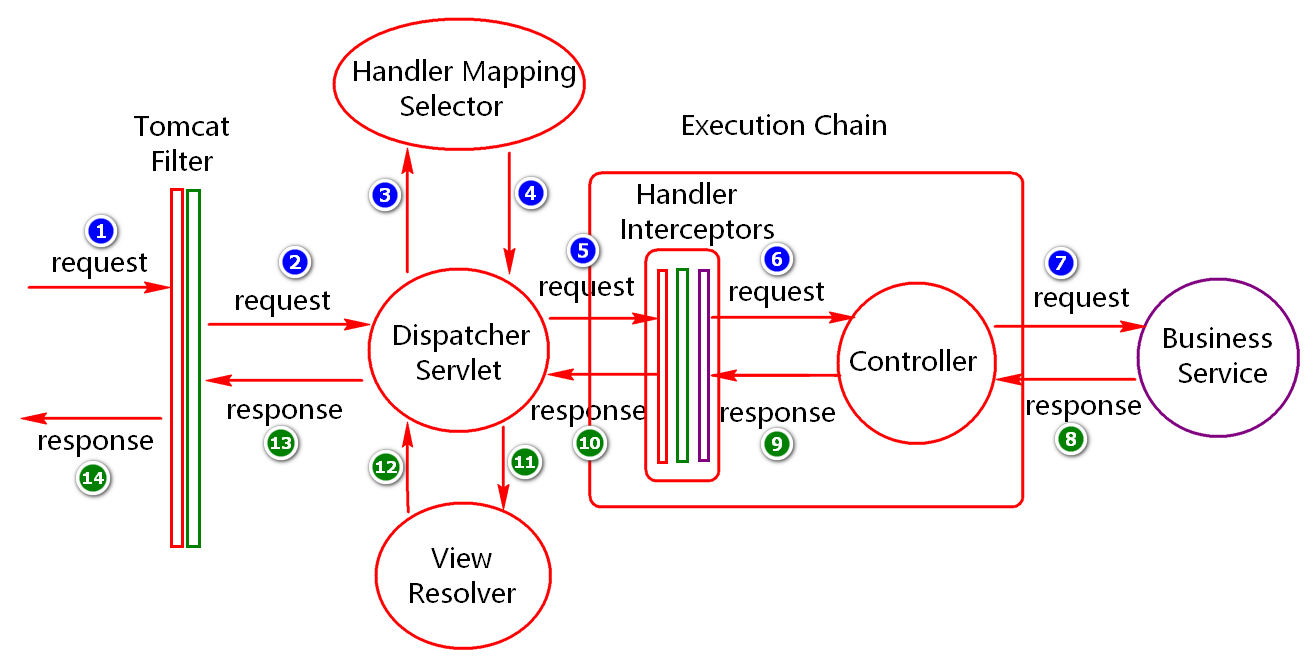 Handler Mapping
Selector
Tomcat
Filter
Execution Chain
3
4
Handler
Interceptors
1
request
2
request
5
request
6
request
7
request
Dispatcher
Servlet
Controller
Business
Service
response
14
response
13
response
10
response
9
response
8
12
11
View
Resolver